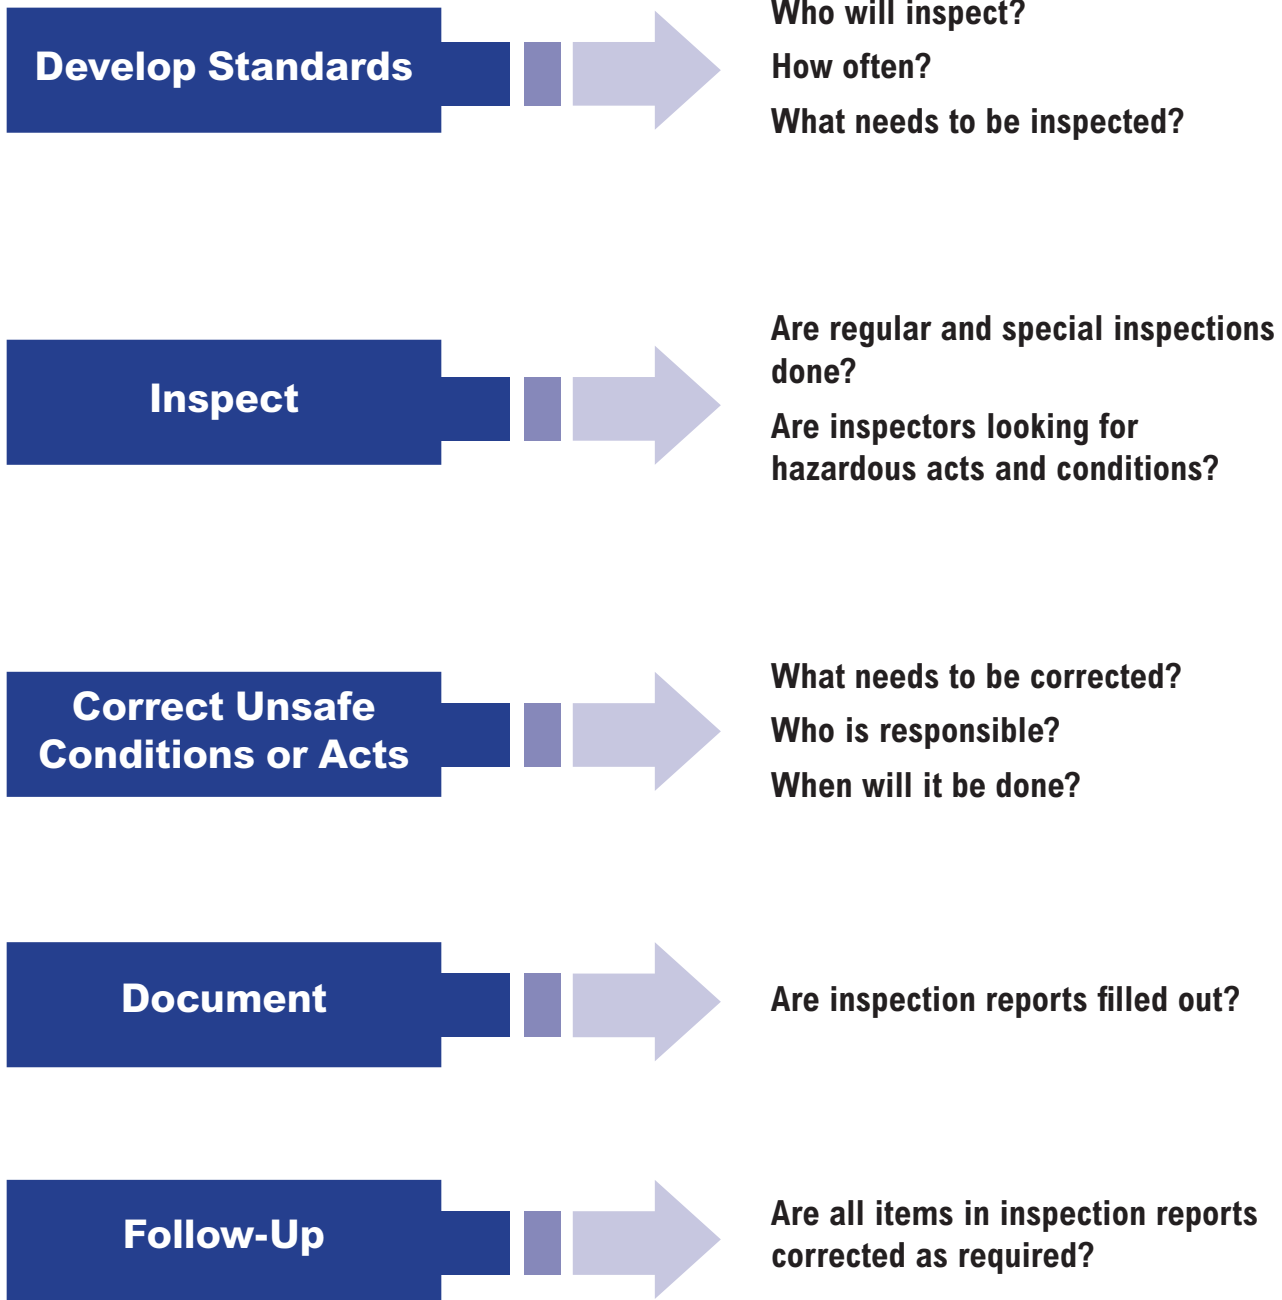 Develop Standards
Who will inspect?
How often?
What needs to be inspected?
Inspect
Are regular and special inspections
done?
Are inspectors looking for
hazardous acts and conditions?
Correct Unsafe
Conditions or Acts
What needs to be corrected?
Who is responsible?
When will it be done?
Document
Are inspection reports filled out?
Follow-Up
Are all items in inspection reports
corrected as required?